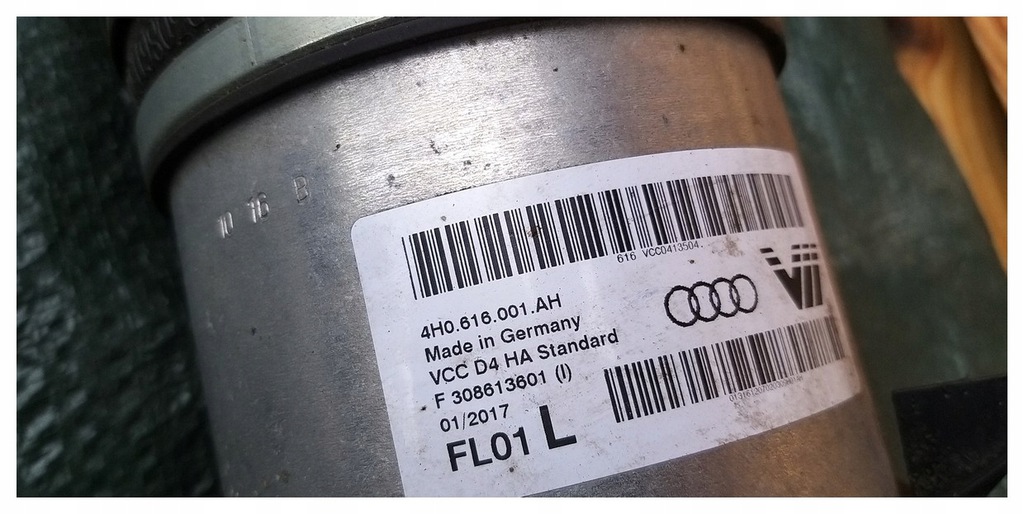 10 16 B
616 VCC0413504.
4H0.616.001.AH
Made in Germany
VCC D4 HA Standard
F 308613601 (I)
01/2017
FL01 L